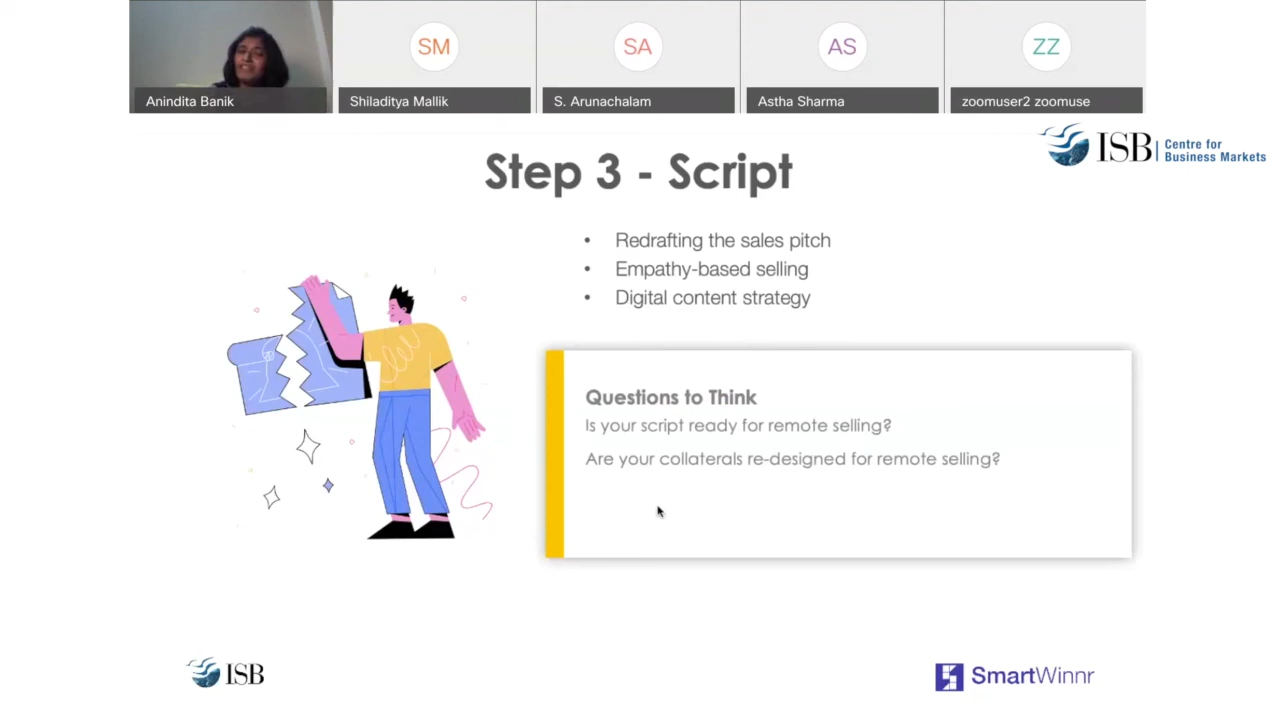 SM
SA
AS
ZZ
Anindita Banik
Shiladitya Mallik
S. Arunachalam
Astha Sharma
zoomuser2 zoomuse
ISB
Centre for
Business Markets
Step 3 - Script
• Redrafting the sales pitch
• Empathy-based selling
• Digital content strategy
Questions to Think
Is your script ready for remote selling?
Are your collaterals re-designed for remote selling?
ISB
SmartWinnr